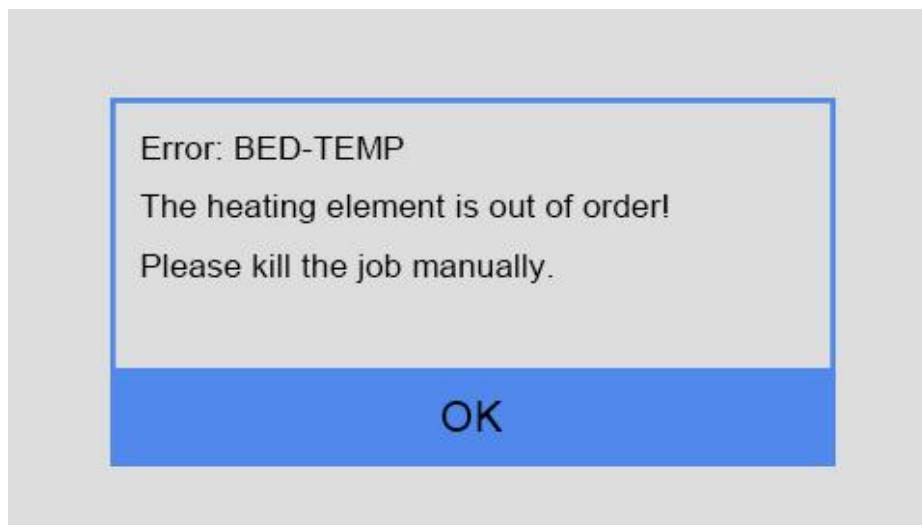 Error: BED-TEMP
The heating element is out of order!
Please kill the job manually.
OK